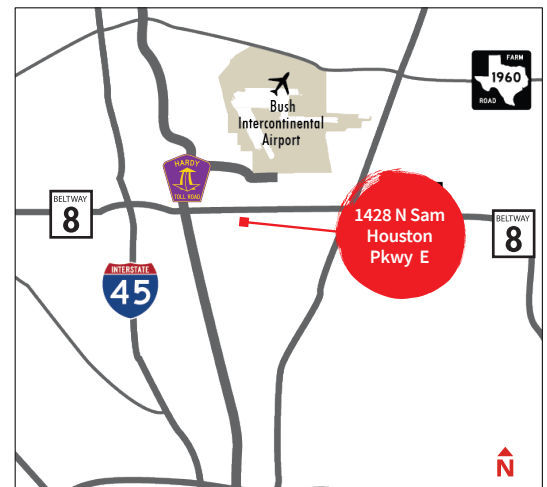 FARM
1960
ROAD
Bush
Intercontinental
Airport
HARDY
TOLL ROAD
BELTWAY
8
1428 N Sam
Houston
Pkwy E
BELTWAY
8
INTERSTATE
45
N